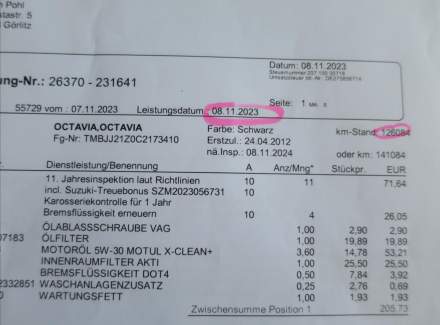 n Pohl
tastr. 5
Görlitz
Datum: 08.11.2023
ung-Nr.: 26370 - 231641
55729 vom : 07.11.2023 Leistungsdatum : 08.11.2023 Seite: 1
OCTAVIA,OCTAVIA Farbe: Schwarz km-Stand: 126084
Fg-Nr: TMBJJ21Z0C2173410 Erstzul.: 24.04.2012
nä.Insp.: 08.11.2024 oder km: 141084
Dienstleistung/Benennung A Anz/Mng* Stückpr. EUR
11. Jahresinspektion laut Richtlinien 10 11 71,64
incl. Suzuki-Treuebonus SZM2023056731 10
Karosseriekontrolle für 1 Jahr
Bremsflüssigkeit erneuern 10 4 26,05
ÖLABLASSSCHRAUBE VAG 1,00 2,90 2,90
07183 ÖLFILTER 1,00 19,89 19,89
MOTORÖL 5W-30 MOTUL X-CLEAN+ 3,60 14,78 53,21
INNENRAUMFILTER AKTI 1,00 25,50 25,50
BREMSFLÜSSIGKEIT DOT4 0,50 7,84 3,92
2332851 WASCHANLAGENZUSATZ 0,25 2,76 0,69
0 WARTUNGSFETT 1,00 1,93 1,93
Zwischensumme Position 1 205,73